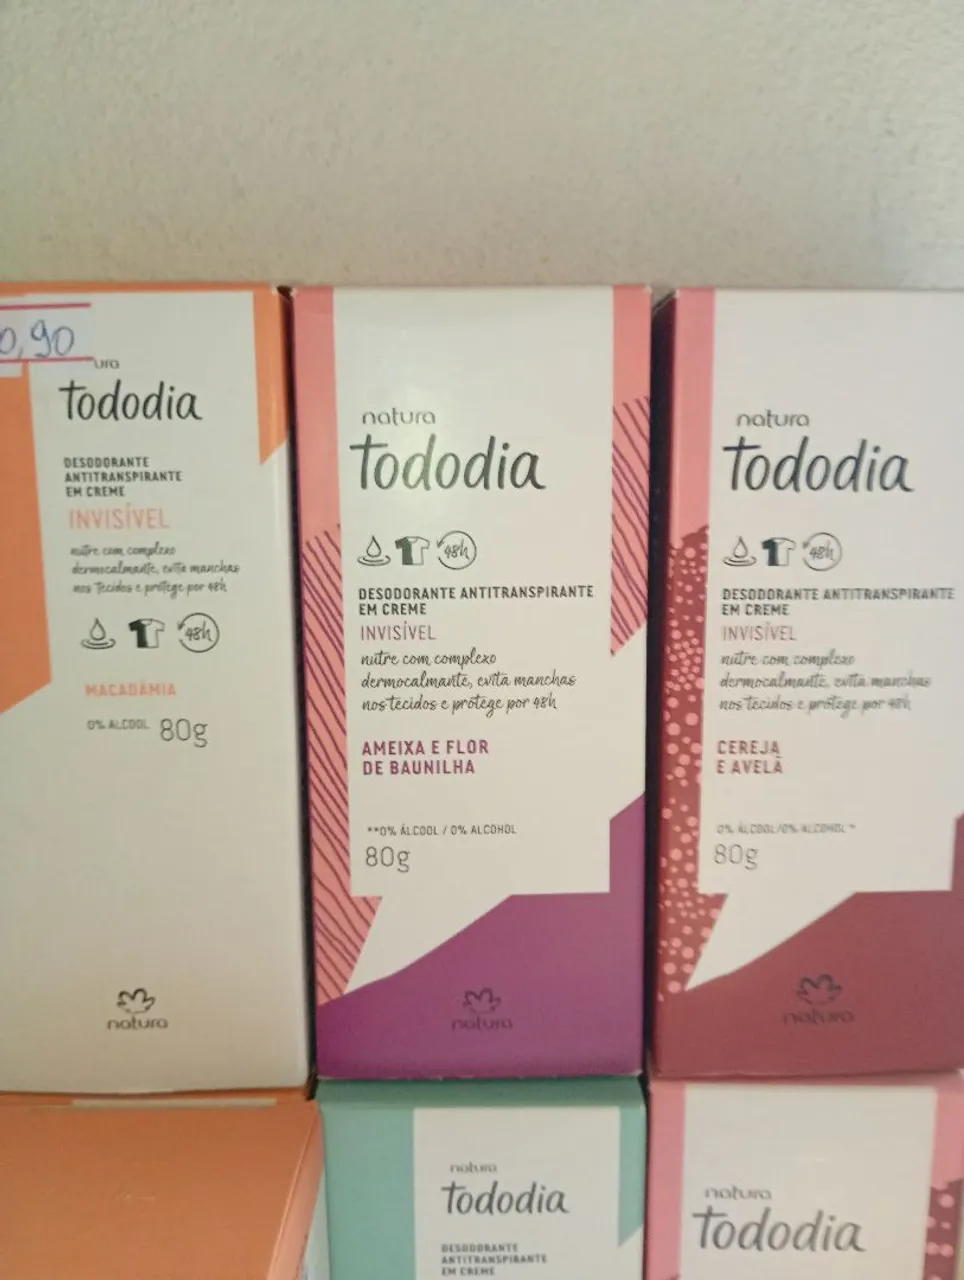 0,90
ura
Tododia
DESODORANTE
ANTITRANSPIRANTE
EM CREME
INVISÍVEL
nutre com complexo
dermocalmante, evita manchas
nos tecidos e protege por 48h
48h
MACADÂMIA
0% ALCOOL 80g
natura
natura
Tododia
48h
DESODORANTE ANTITRANSPIRANTE
EM CREME
INVISÍVEL
nutre com complexo
dermocalmante, evita manchas
nos tecidos e protege por 48h
AMEIXA E FLOR
DE BAUNILHA
**0% ÁLCOOL / 0% ALCOHOL
80g
natura
natura
Tododia
48h
DESODORANTE ANTITRANSPIRANTE
EM CREME
INVISÍVEL
nutre com complexo
dermocalmante, evita manchas
nos tecidos e protege por 48h
CEREJA
E AVELÃ
0% ÁLCOOL/0% ALCOHOL *
80g
natura
natura
Tododia
DESODORANTE
ANTITRANSPIRANTE
EM CREME
natura
Tododia